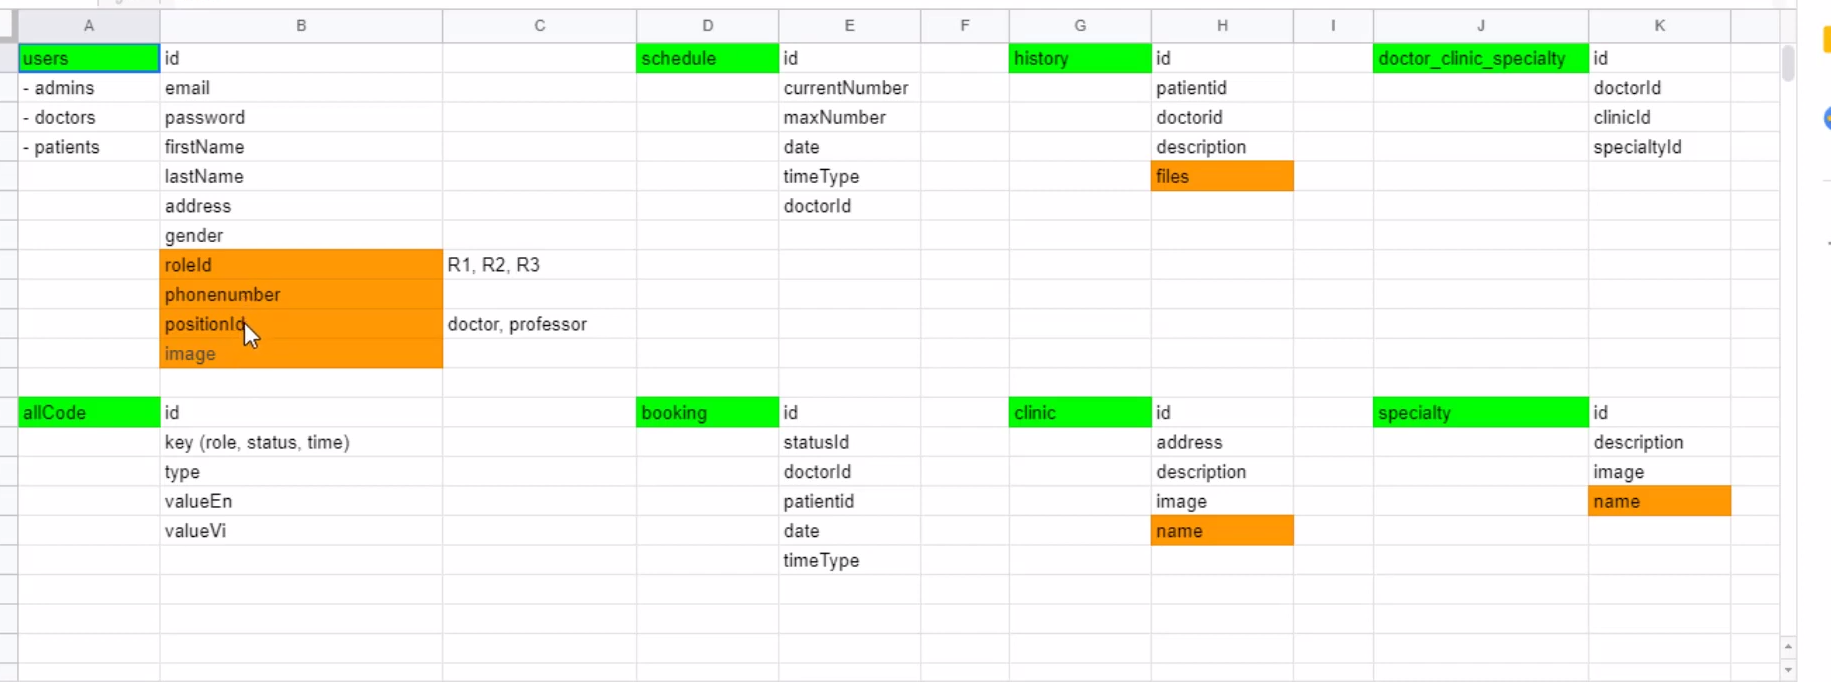 A B C D E F G H I J K
users id schedule id history id doctor_clinic_specialty id
- admins email currentNumber patientid doctorId
- doctors password maxNumber doctorid clinicId
- patients firstName date description specialtyId
lastName timeType files
address doctorId
gender
roleId R1, R2, R3
phonenumber
positionId doctor, professor
image
allCode id booking id clinic id specialty id
key (role, status, time) statusId address description
type doctorId description image
valueEn patientid image name
valueVi date name
timeType